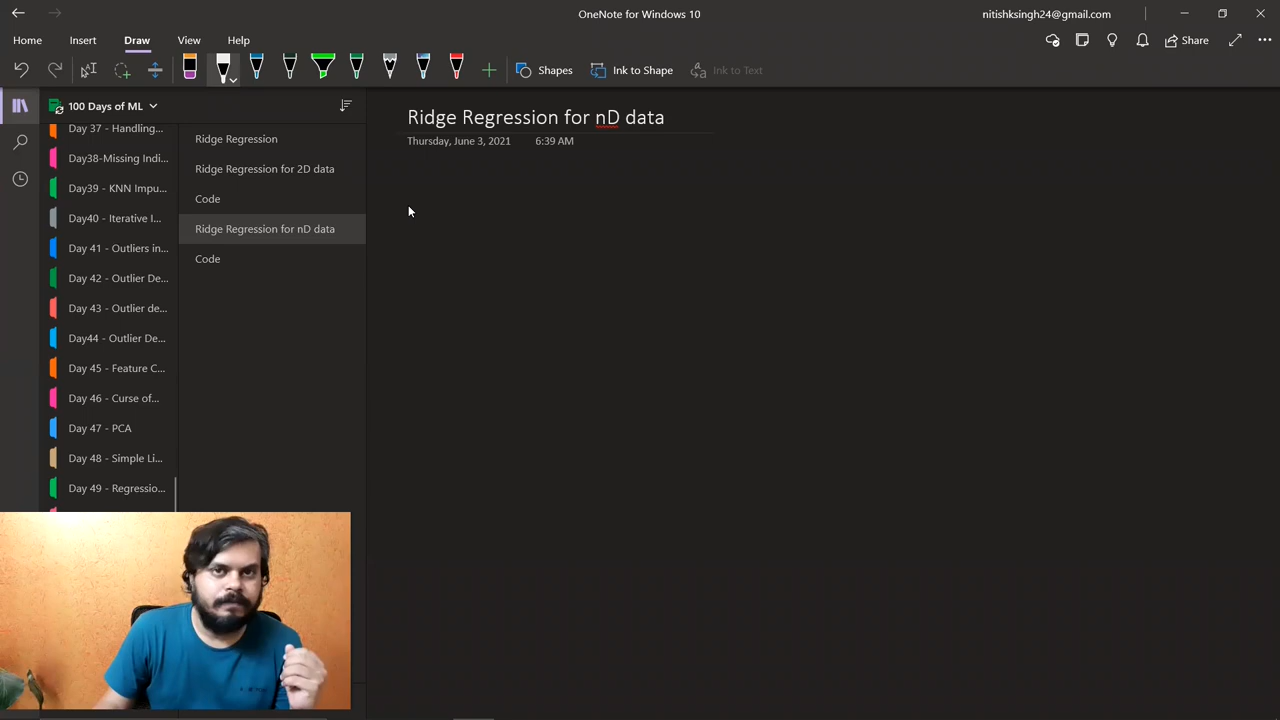 OneNote for Windows 10
nitishksingh24@gmail.com
Home
Insert
Draw
View
Help
Share
Shapes
Ink to Shape
Ink to Text
100 Days of ML
Day 37 - Handling...
Day38-Missing Indi...
Day39 - KNN Impu...
Day40 - Iterative I...
Day 41 - Outliers in...
Day 42 - Outlier De...
Day 43 - Outlier de...
Day44 - Outlier De...
Day 45 - Feature C...
Day 46 - Curse of...
Day 47 - PCA
Day 48 - Simple Li...
Day 49 - Regressio...
Ridge Regression
Ridge Regression for 2D data
Code
Ridge Regression for nD data
Code
Ridge Regression for nD data
Thursday, June 3, 2021 6:39 AM